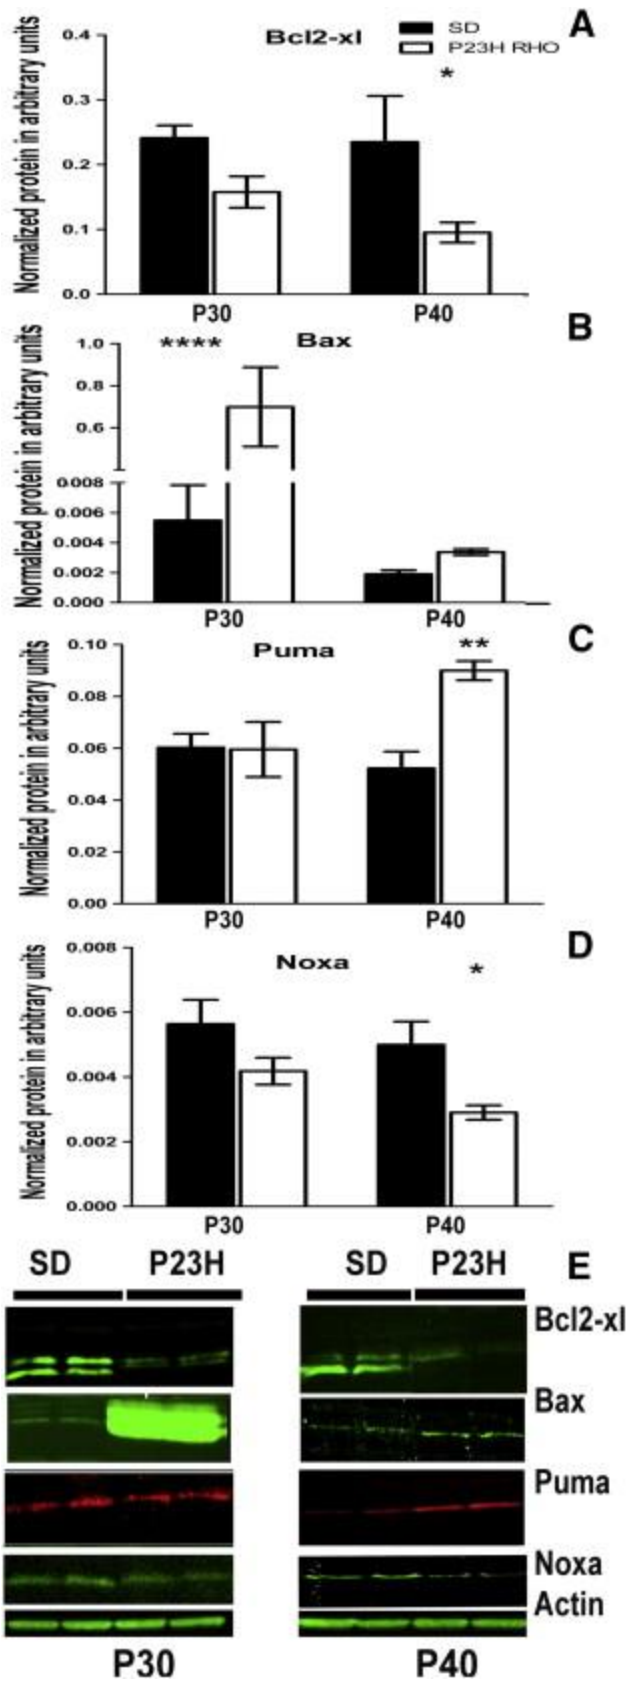 A
Bcl2-xl
SD
P23H RHO
*
Normalized protein in arbitrary units
0.4
0.3
0.2
0.1
0.0
P30 P40
B
Bax
****
Normalized protein in arbitrary units
1.0
0.8
0.6
0.008
0.006
0.004
0.002
0.000
P30 P40
C
Puma
**
Normalized protein in arbitrary units
0.10
0.08
0.06
0.04
0.02
0.00
P30 P40
D
Noxa
*
Normalized protein in arbitrary units
0.008
0.006
0.004
0.002
0.000
P30 P40
SD P23H SD P23H E
Bcl2-xl
Bax
Puma
Noxa
Actin
P30 P40